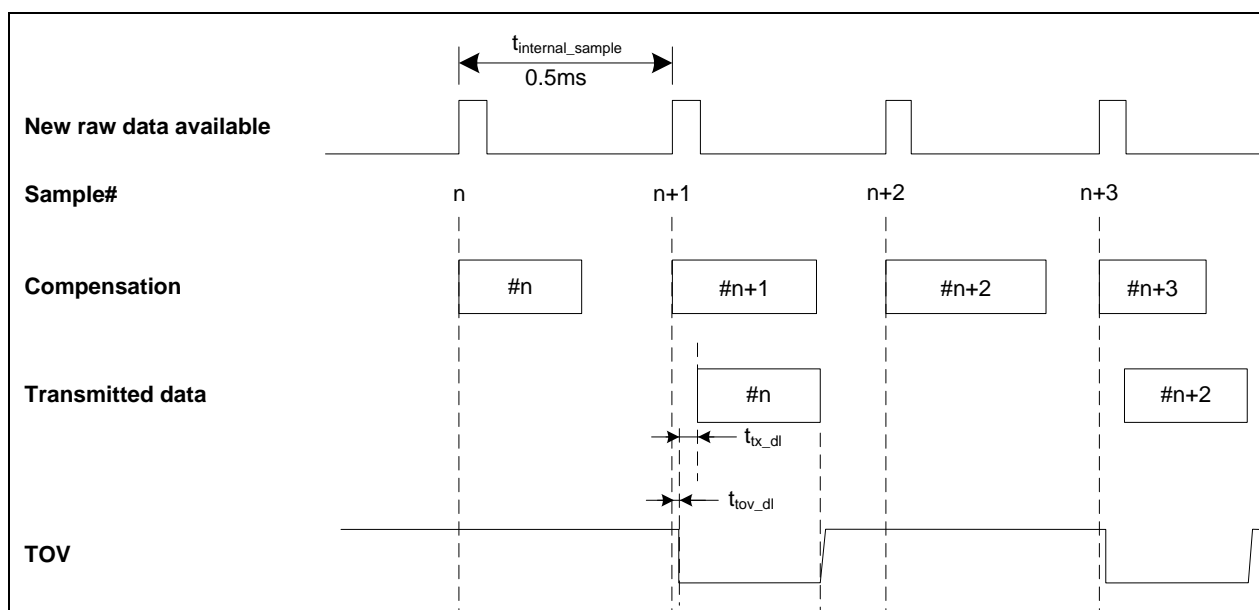 t_internal_sample
0.5ms
New raw data available
Sample# n n+1 n+2 n+3
Compensation #n #n+1 #n+2 #n+3
Transmitted data #n #n+2
t_tx_dl
t_tov_dl
TOV